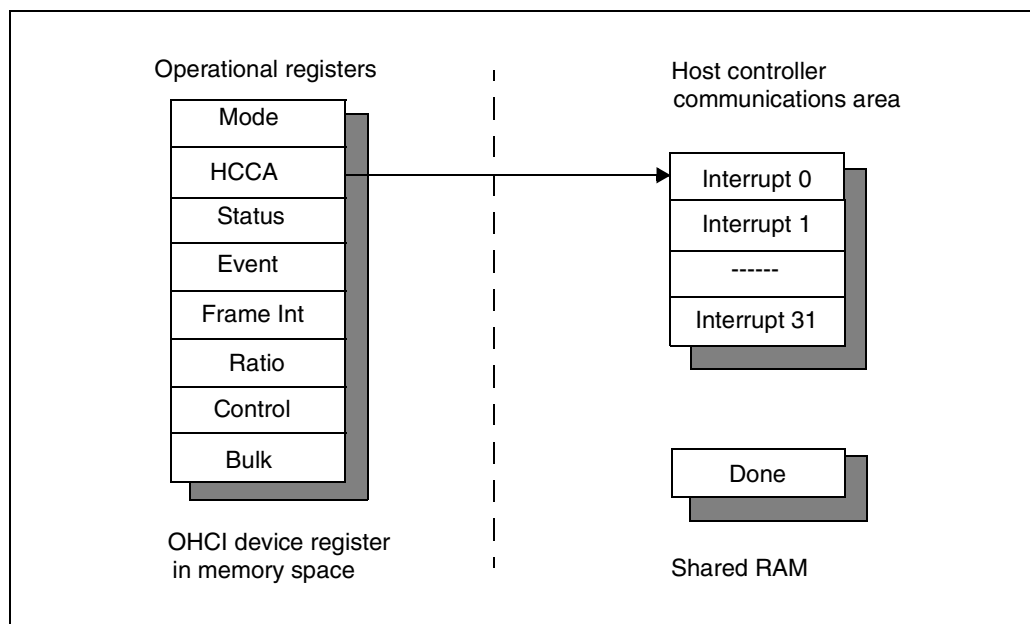 Operational registers
Mode
HCCA
Status
Event
Frame Int
Ratio
Control
Bulk
OHCI device register
in memory space
Host controller
communications area
Interrupt 0
Interrupt 1
------
Interrupt 31
Done
Shared RAM